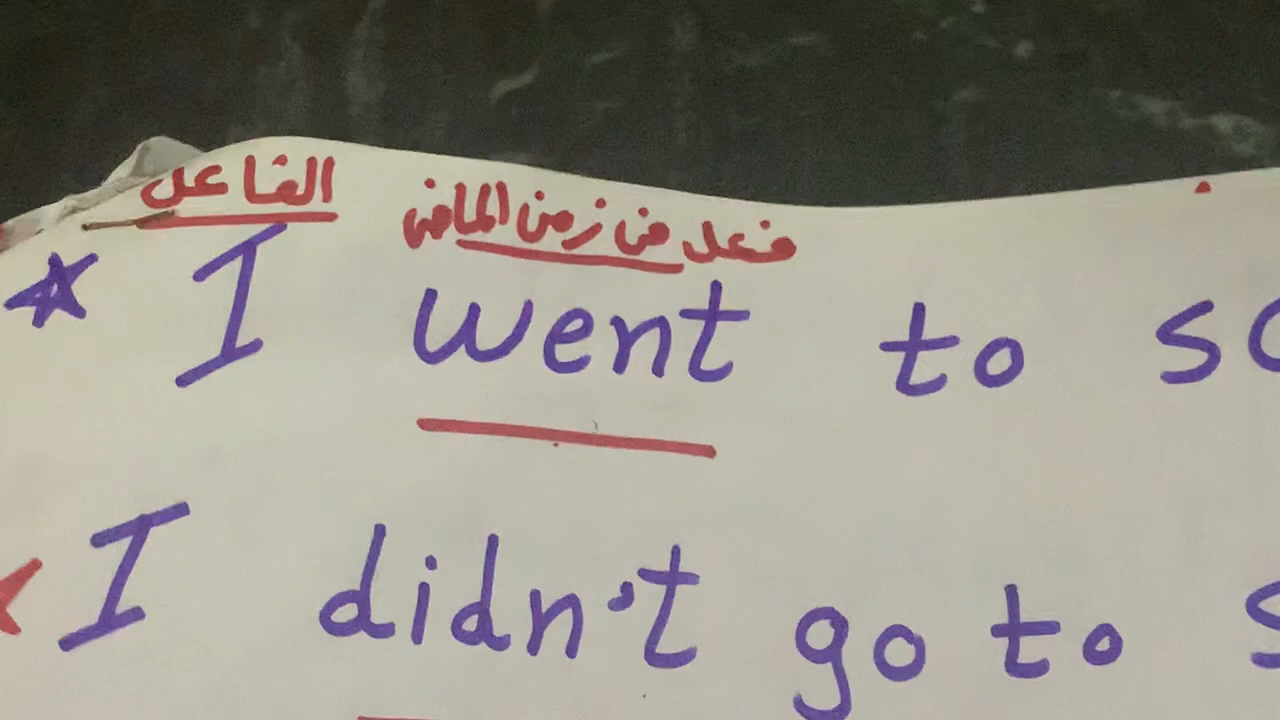 الفاعل
فعل من زمن الماضي
I went to
I didn't go to